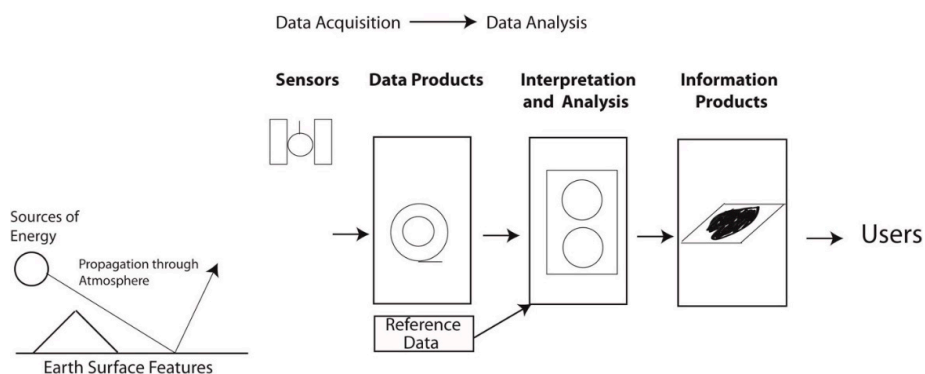 Data Acquisition Data Analysis
Sensors
Data Products
Interpretation
and Analysis
Information
Products
Sources of
Energy
Propagation through
Atmosphere
Users
Reference
Data
Earth Surface Features